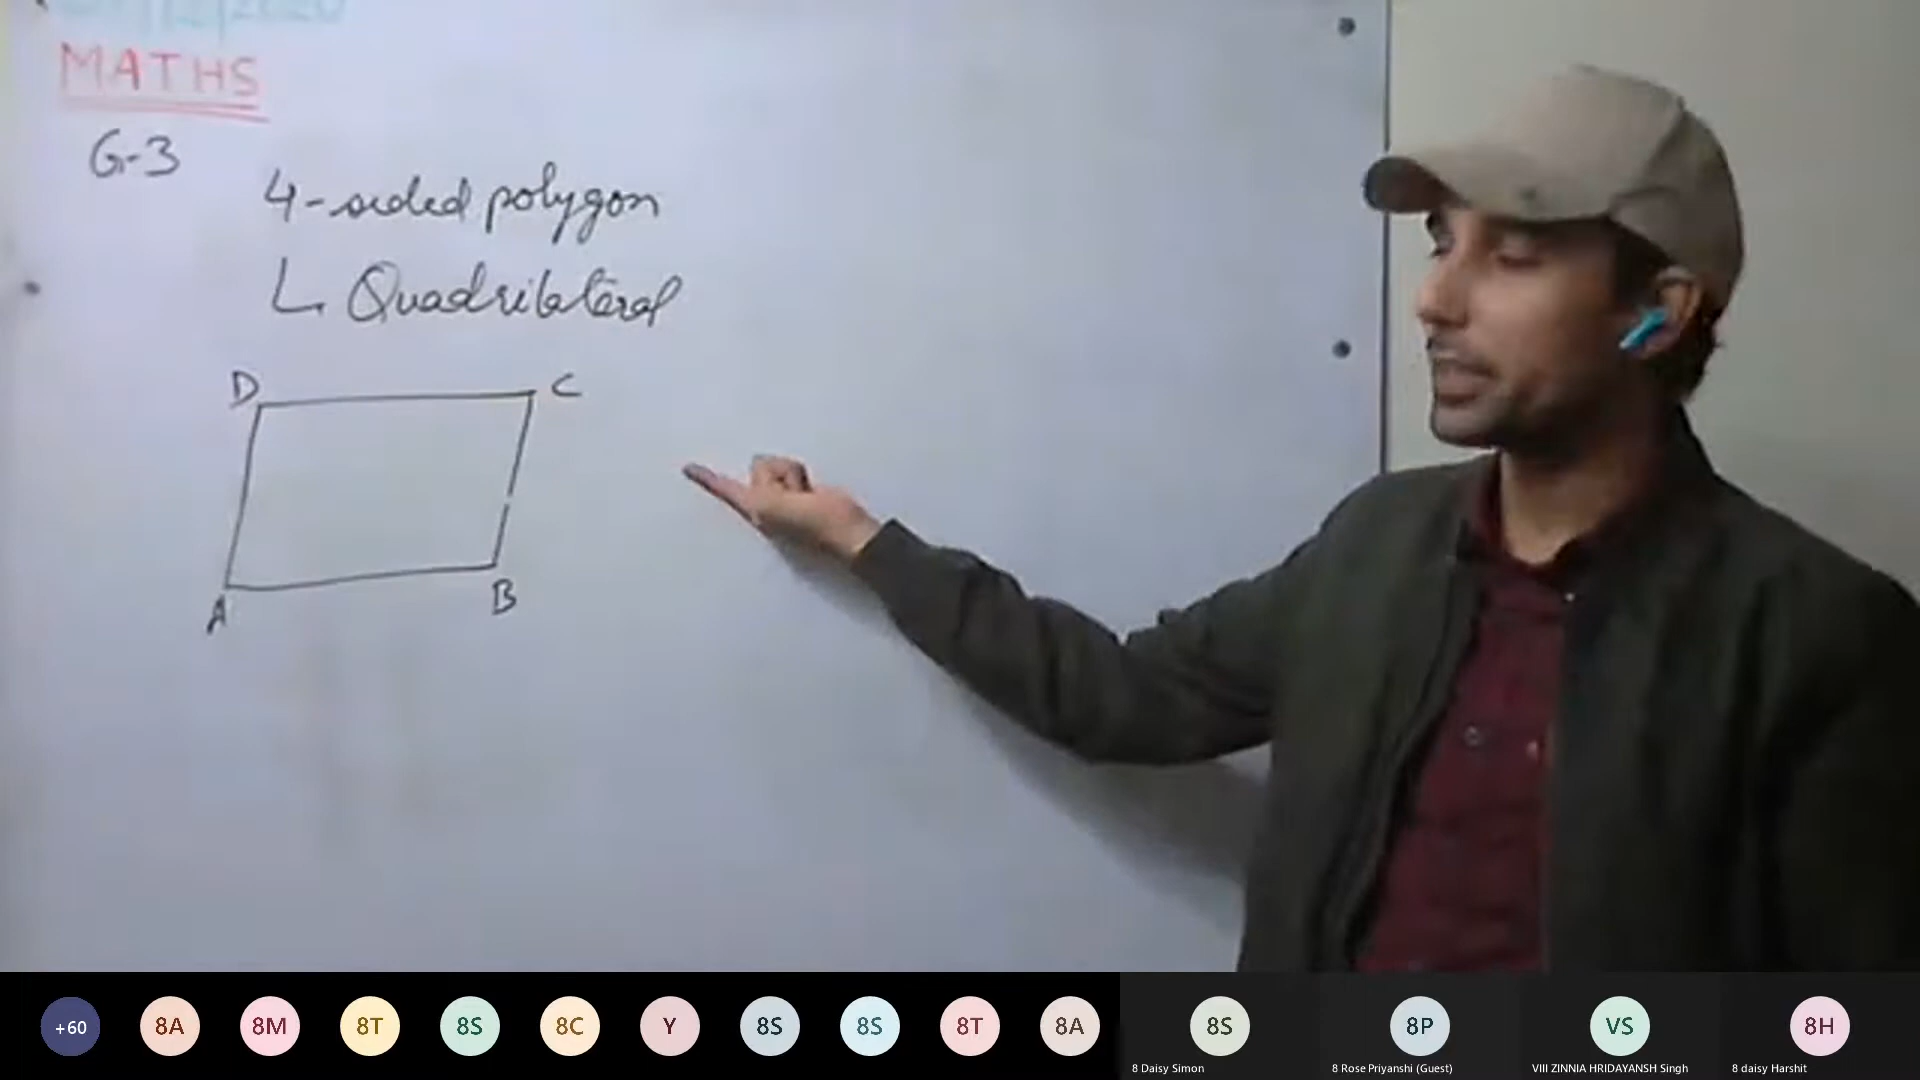 MATHS
G-3
4-sided polygon
Quadrilateral
D C
A B
+60 8A 8M 8T 8S 8C Y 8S 8S 8T 8A 8S 8P VS 8H
8 Daisy Simon 8 Rose Priyanshi (Guest) VIII ZINNIA HRIDAYANSH Singh 8 daisy Harshit